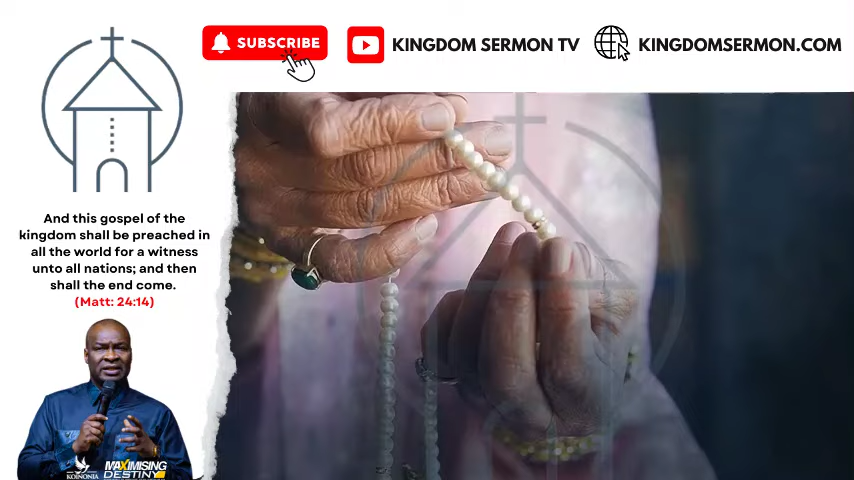 SUBSCRIBE
KINGDOM SERMON TV
KINGDOMSERMON.COM
And this gospel of the
kingdom shall be preached in
all the world for a witness
unto all nations; and then
shall the end come.
(Matt: 24:14)
KOINONIA
MAXIMISING
DESTINY